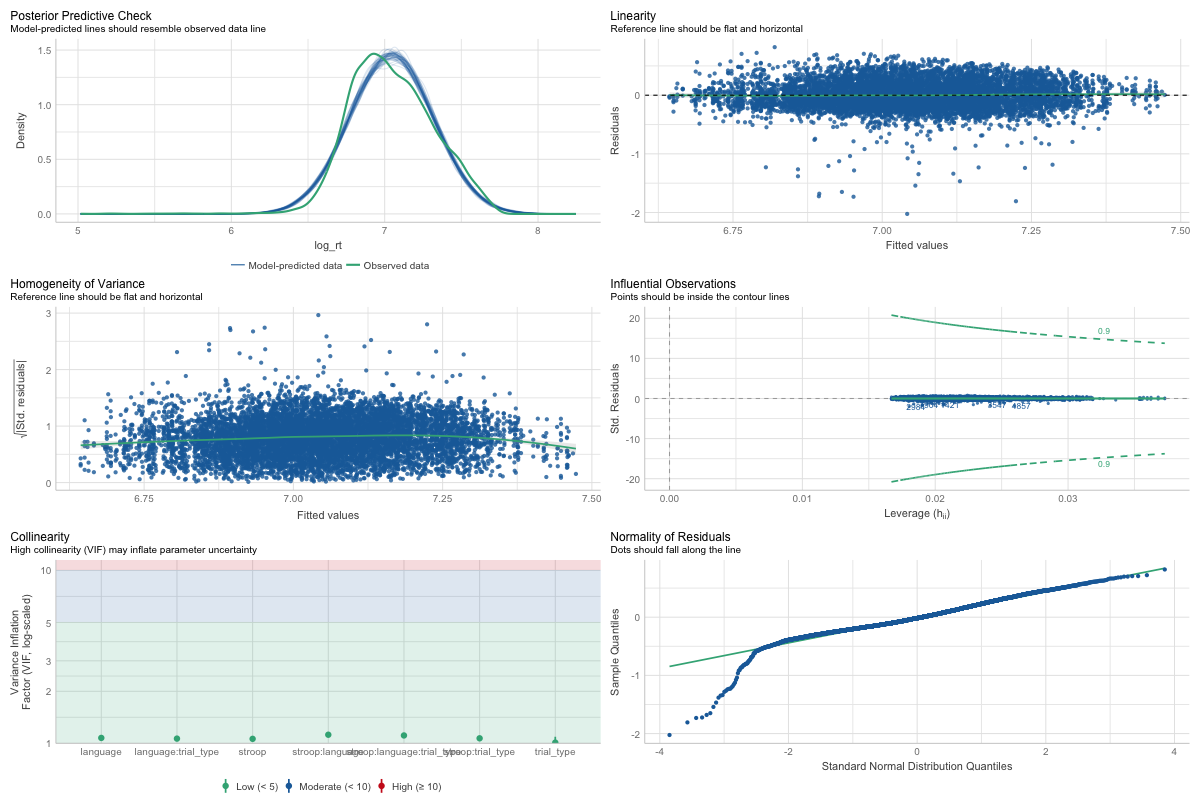 Posterior Predictive Check
Model-predicted lines should resemble observed data line
Density
1.5
1.0
0.5
0.0
5 6 7 8
log_rt
Model-predicted data Observed data
Linearity
Reference line should be flat and horizontal
Residuals
0
-1
-2
6.75 7.00 7.25 7.50
Fitted values
Homogeneity of Variance
Reference line should be flat and horizontal
√|Std. residuals|
3
2
1
0
6.75 7.00 7.25 7.50
Fitted values
Influential Observations
Points should be inside the contour lines
Std. Residuals
20
10
0
-10
-20
0.9
0.9
0.00 0.01 0.02 0.03
Leverage (hii)
Collinearity
High collinearity (VIF) may inflate parameter uncertainty
Variance Inflation
Factor (VIF, log-scaled)
10
5
3
2
1
language language:trial_type stroop trial_type
Low (< 5) Moderate (< 10) High (≥ 10)
Normality of Residuals
Dots should fall along the line
Sample Quantiles
0
-1
-2
-4 -2 0 2 4
Standard Normal Distribution Quantiles